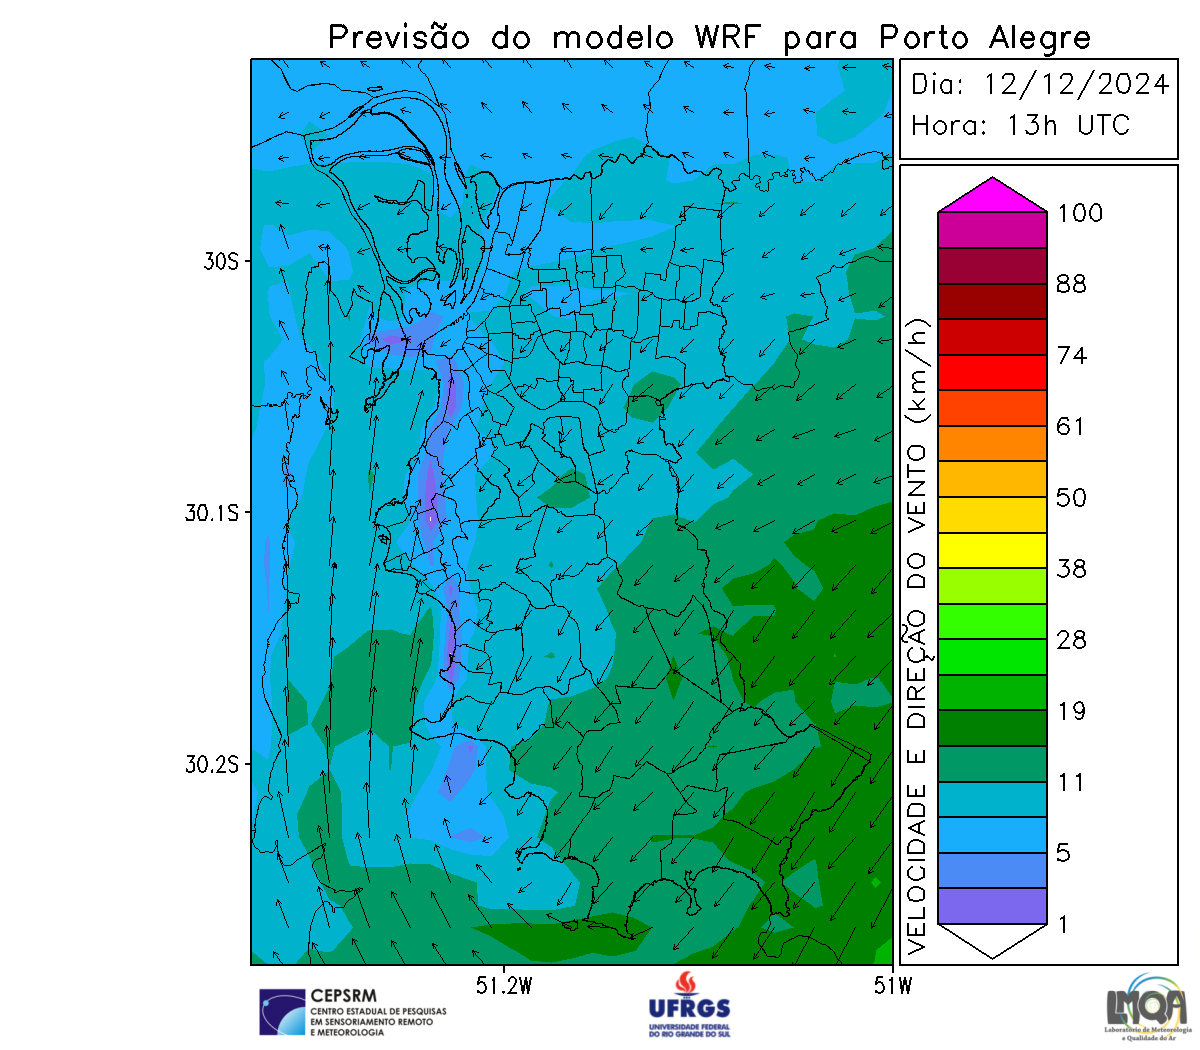 Previsão do modelo WRF para Porto Alegre
Dia: 12/12/2024
Hora: 13h UTC
100
88
74
61
50
38
28
19
11
5
1
VELOCIDADE E DIREÇÃO DO VENTO (km/h)
30S
30.1S
30.2S
51.2W
51W
CEPSRM
CENTRO ESTADUAL DE PESQUISAS
EM SENSORIAMENTO REMOTO
E METEOROLOGIA
UFRGS
UNIVERSIDADE FEDERAL
DO RIO GRANDE DO SUL
LMQA
Laboratório de Meteorologia
e Qualidade do Ar